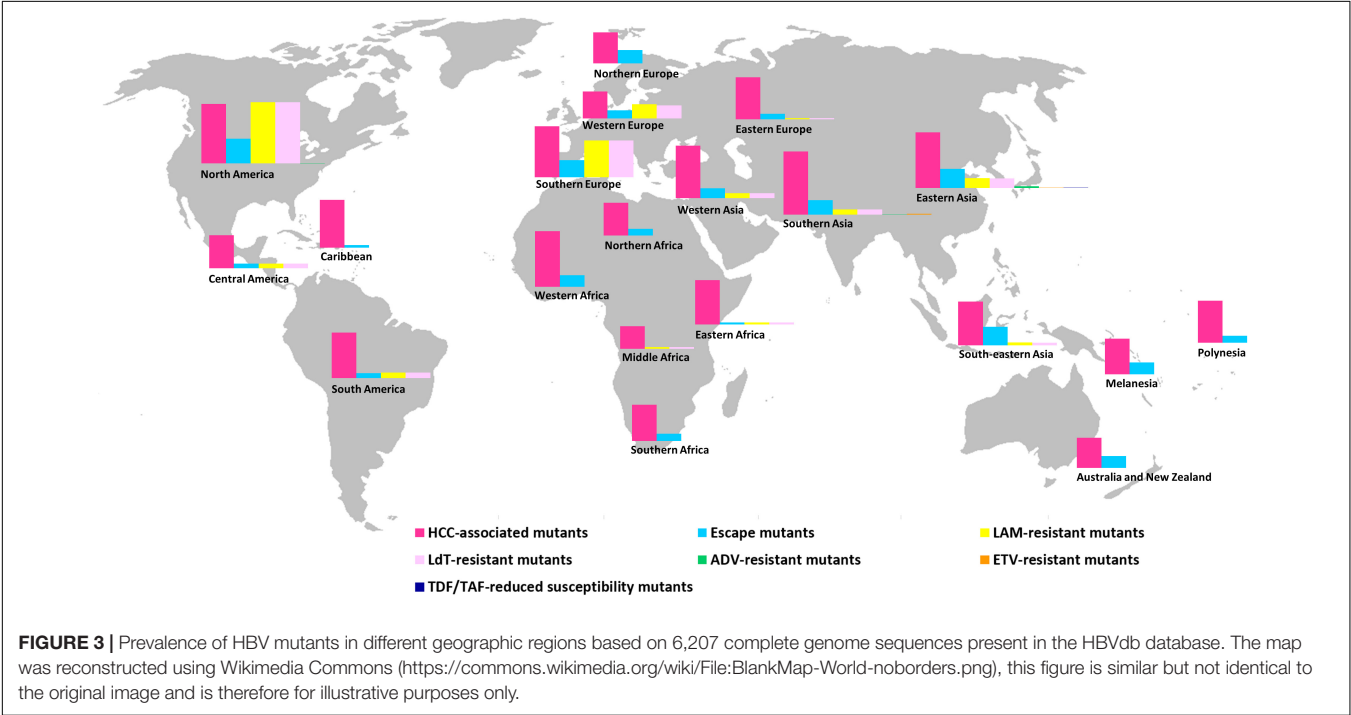 Northern Europe
Western Europe
Eastern Europe
North America
Southern Europe
Eastern Asia
Western Asia
Southern Asia
Northern Africa
Caribbean
Central America
Western Africa
Eastern Africa
Middle Africa
South-eastern Asia
Polynesia
Melanesia
South America
Southern Africa
Australia and New Zealand
HCC-associated mutants
Escape mutants
LAM-resistant mutants
LdT-resistant mutants
ADV-resistant mutants
ETV-resistant mutants
TDF/TAF-reduced susceptibility mutants
FIGURE 3 | Prevalence of HBV mutants in different geographic regions based on 6,207 complete genome sequences present in the HBVdb database. The map
was reconstructed using Wikimedia Commons (https://commons.wikimedia.org/wiki/File:BlankMap-World-noborders.png), this figure is similar but not identical to
the original image and is therefore for illustrative purposes only.